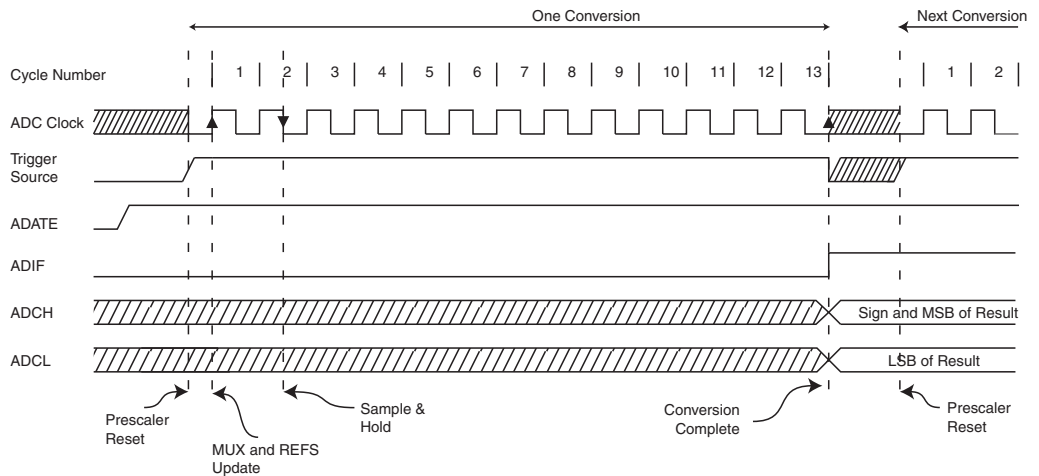 One Conversion
Next Conversion
Cycle Number
1 2 3 4 5 6 7 8 9 10 11 12 13 1 2
ADC Clock
Trigger
Source
ADATE
ADIF
ADCH
Sign and MSB of Result
ADCL
LSB of Result
Prescaler
Reset
MUX and REFS
Update
Sample &
Hold
Conversion
Complete
Prescaler
Reset